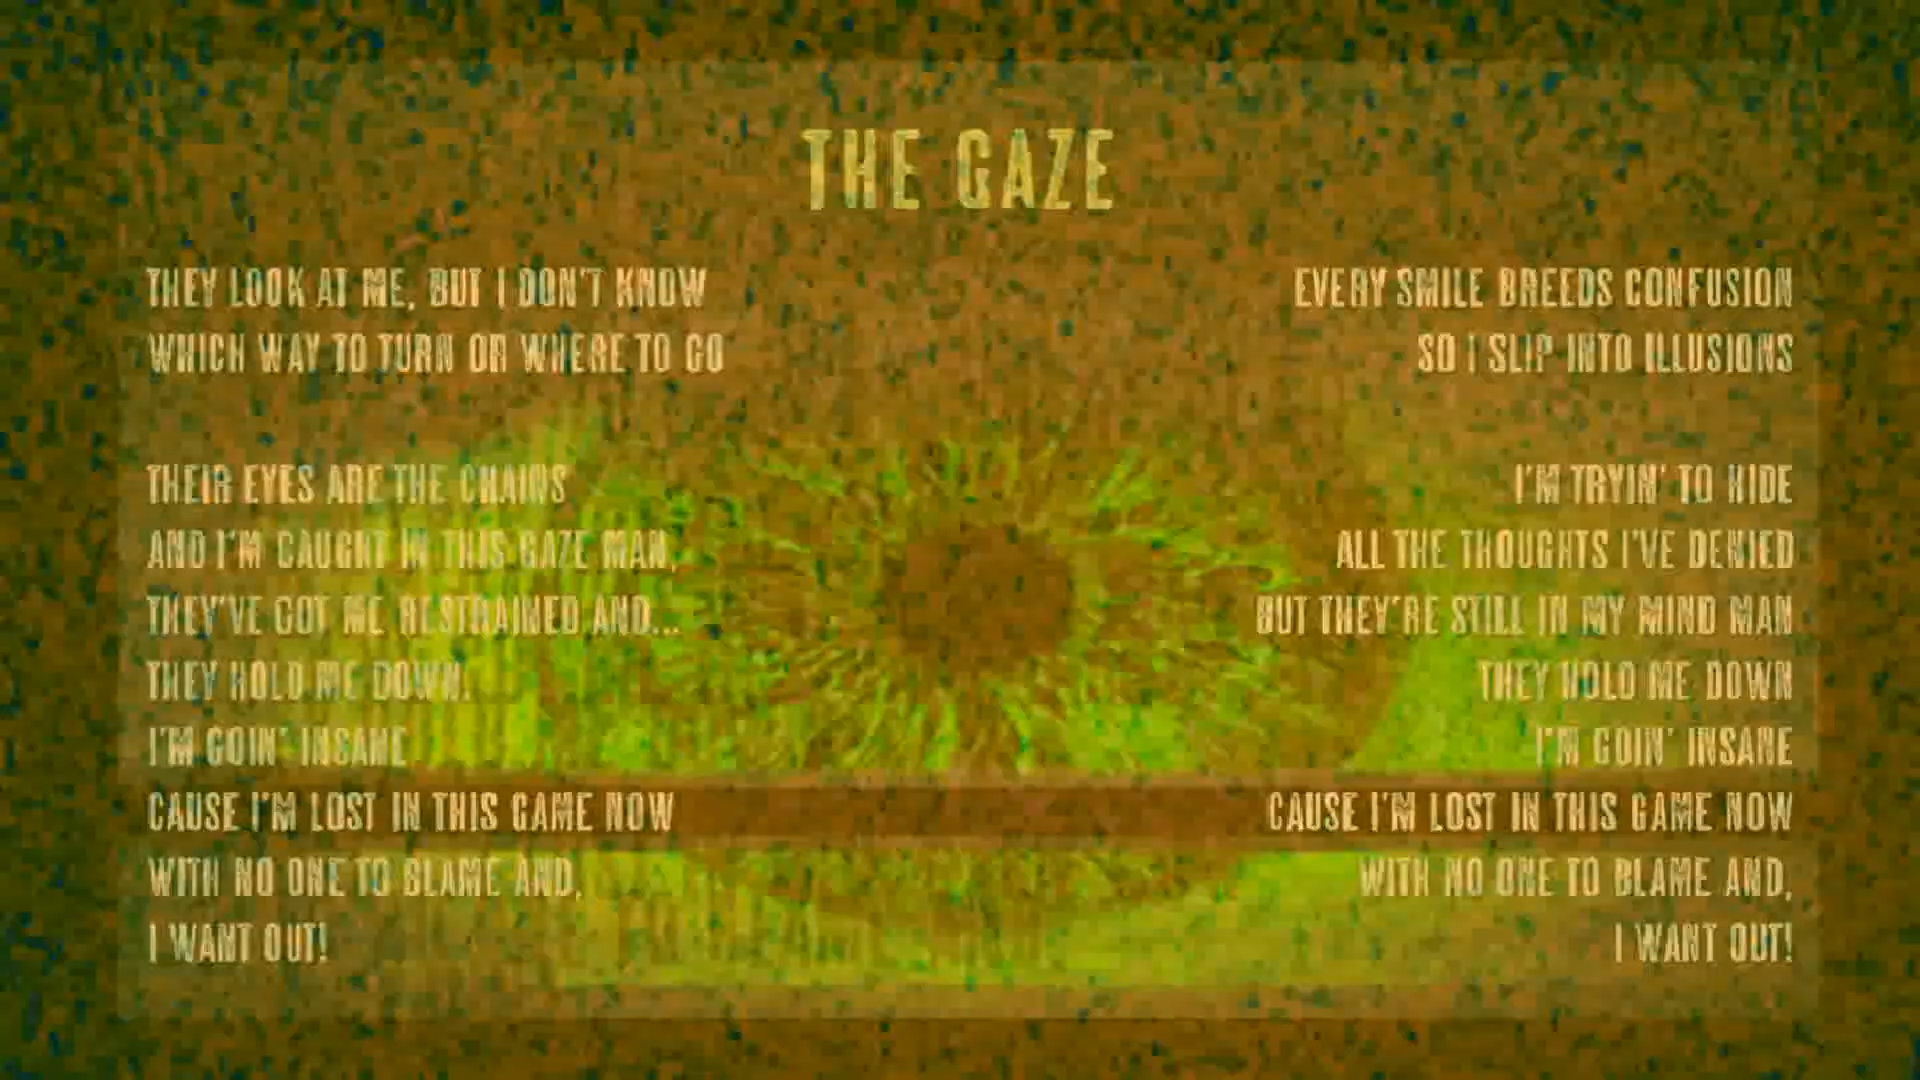 THE GAZE
THEY LOOK AT ME, BUT I DON'T KNOW
WHICH WAY TO TURN OR WHERE TO GO
THEIR EYES ARE THE CHAINS
AND I'M CAUGHT IN THIS GAZE MAN,
THEY'VE GOT ME RESTRAINED AND...
THEY HOLD ME DOWN.
I'M GOIN' INSANE
CAUSE I'M LOST IN THIS GAME NOW
WITH NO ONE TO BLAME AND,
I WANT OUT!
EVERY SMILE BREEDS CONFUSION
SO I SLIP INTO ILLUSIONS
I'M TRYIN' TO HIDE
ALL THE THOUGHTS I'VE DENIED
BUT THEY'RE STILL IN MY MIND MAN
THEY HOLD ME DOWN
I'M GOIN' INSANE
CAUSE I'M LOST IN THIS GAME NOW
WITH NO ONE TO BLAME AND,
I WANT OUT!